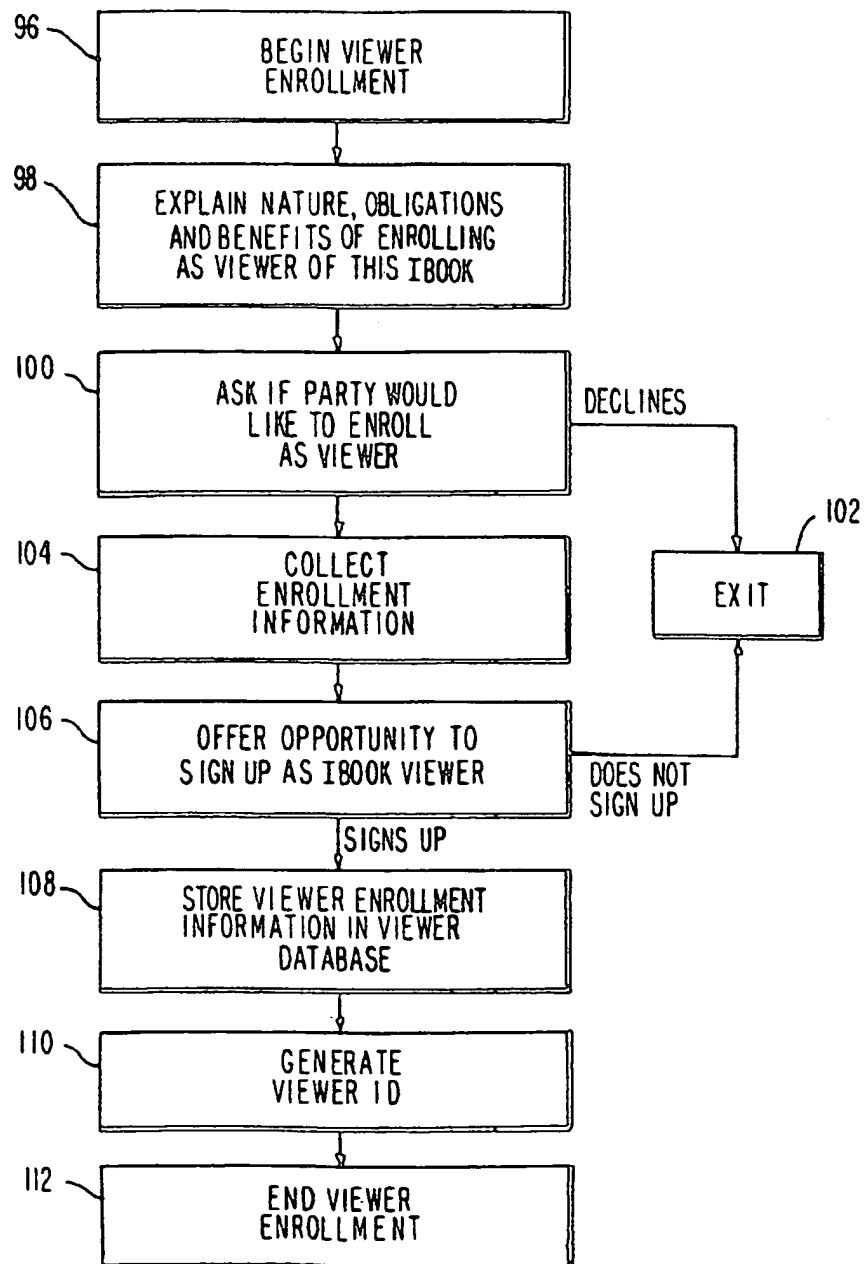 96
BEGIN VIEWER
ENROLLMENT
98
EXPLAIN NATURE, OBLIGATIONS
AND BENEFITS OF ENROLLING
AS VIEWER OF THIS IBOOK
100
ASK IF PARTY WOULD
LIKE TO ENROLL
AS VIEWER
DECLINES
102
EXIT
104
COLLECT
ENROLLMENT
INFORMATION
106
OFFER OPPORTUNITY TO
SIGN UP AS IBOOK VIEWER
DOES NOT
SIGN UP
SIGNS UP
108
STORE VIEWER ENROLLMENT
INFORMATION IN VIEWER
DATABASE
110
GENERATE
VIEWER ID
112
END VIEWER
ENROLLMENT